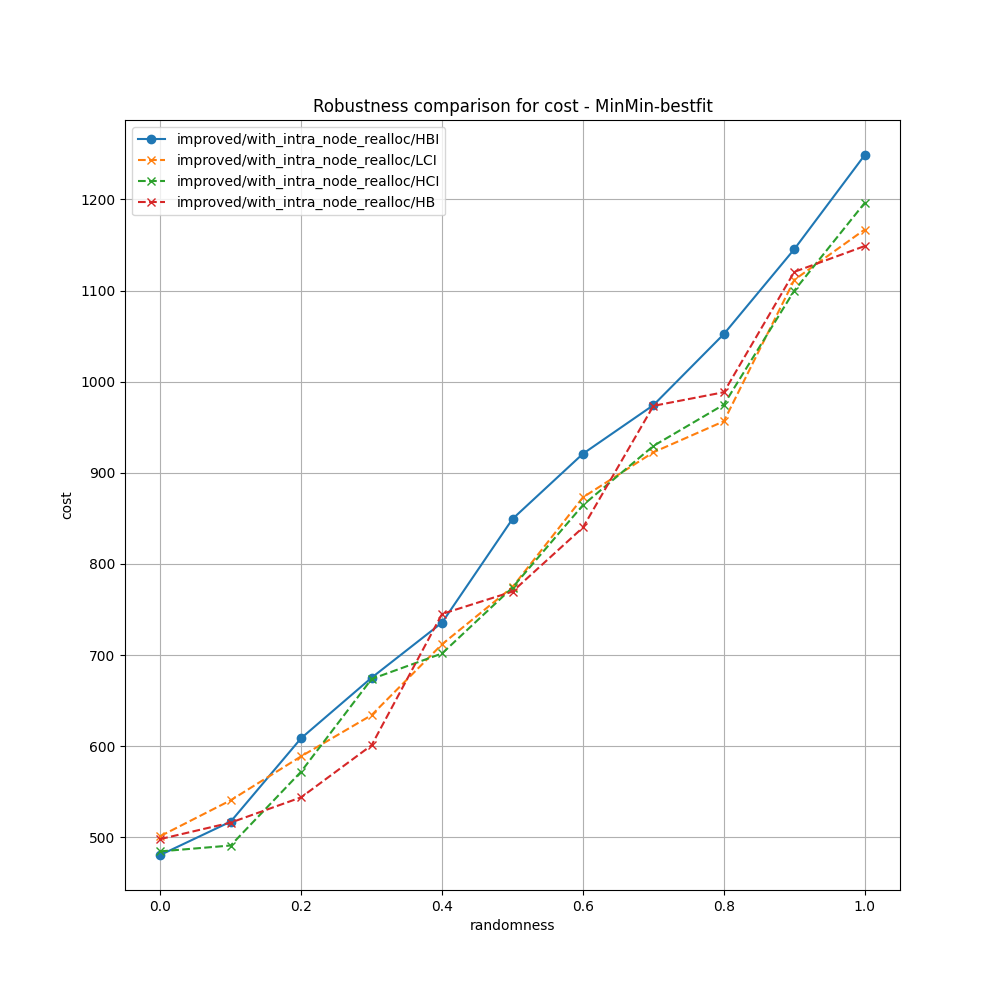 Robustness comparison for cost - MinMin-bestfit
improved/with_intra_node_realloc/HBI
improved/with_intra_node_realloc/LCI
improved/with_intra_node_realloc/HCI
improved/with_intra_node_realloc/HB
1200
1100
1000
900
800
700
600
500
cost
0.0 0.2 0.4 0.6 0.8 1.0
randomness